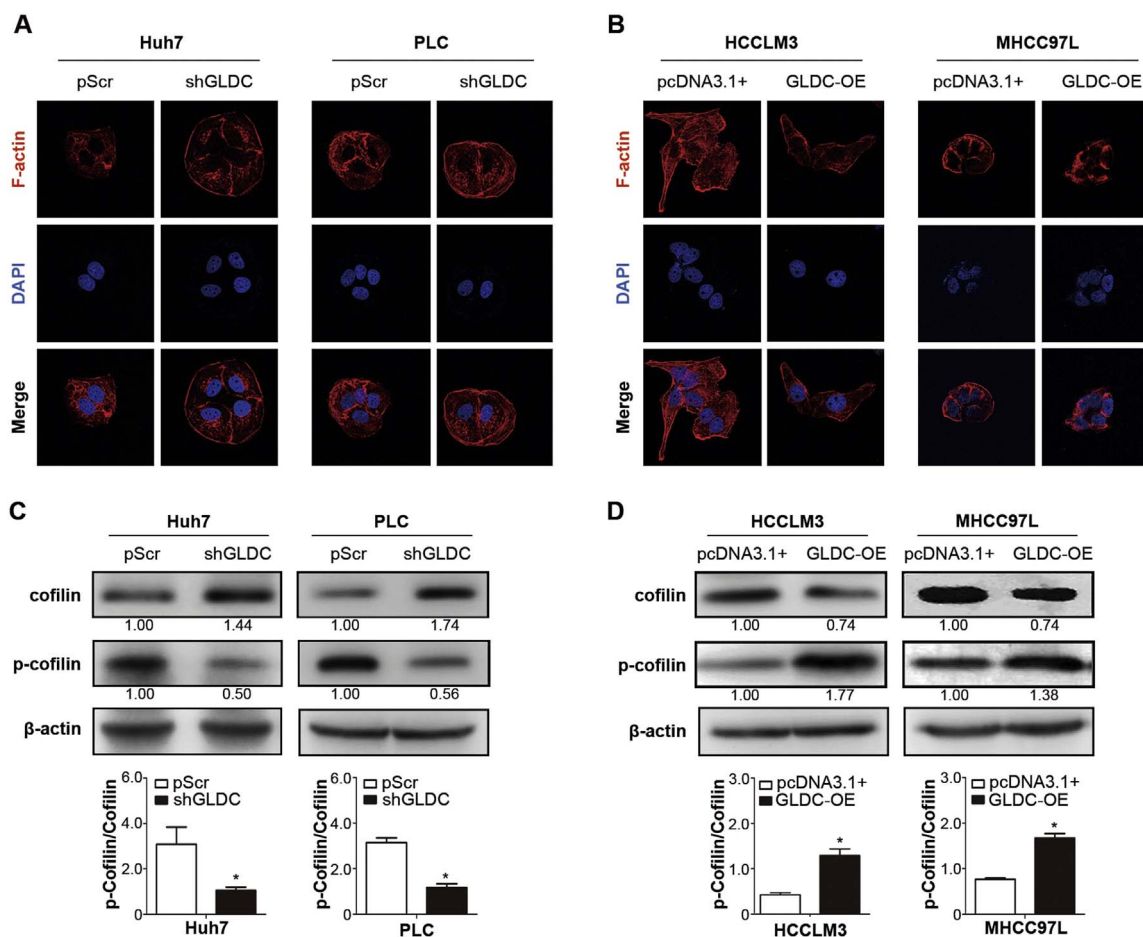 A
Huh7
PLC
pScr
shGLDC
pScr
shGLDC
F-actin
DAPI
Merge
B
HCCLM3
MHCC97L
pcDNA3.1+
GLDC-OE
pcDNA3.1+
GLDC-OE
F-actin
DAPI
Merge
C
Huh7
PLC
pScr
shGLDC
pScr
shGLDC
cofilin
1.00
1.44
1.00
1.74
p-cofilin
1.00
0.50
1.00
0.56
β-actin
p-Cofilin/Cofilin
6.0
4.0
2.0
0.0
pScr
shGLDC
*
Huh7
p-Cofilin/Cofilin
6.0
4.0
2.0
0.0
pScr
shGLDC
*
PLC
D
HCCLM3
MHCC97L
pcDNA3.1+
GLDC-OE
pcDNA3.1+
GLDC-OE
cofilin
1.00
0.74
1.00
0.74
p-cofilin
1.00
1.77
1.00
1.38
β-actin
p-Cofilin/Cofilin
3.0
2.0
1.0
0.0
pcDNA3.1+
GLDC-OE
*
HCCLM3
p-Cofilin/Cofilin
3.0
2.0
1.0
0.0
pcDNA3.1+
GLDC-OE
*
MHCC97L